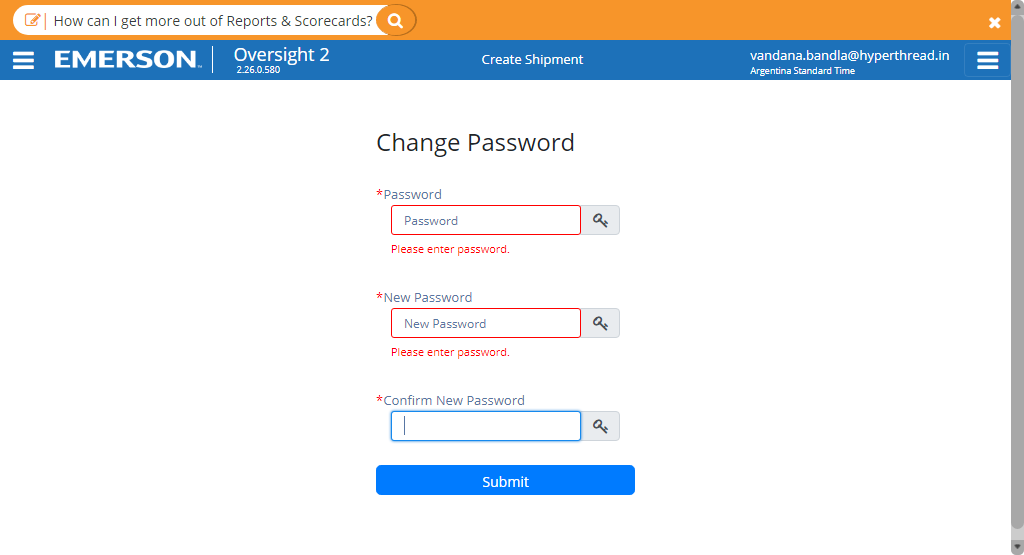 How can I get more out of Reports & Scorecards?
EMERSON™ Oversight 2
2.26.0.580
Create Shipment
vandana.bandla@hyperthread.in
Argentina Standard Time
Change Password
*Password
Password
Please enter password.
*New Password
New Password
Please enter password.
*Confirm New Password
Submit